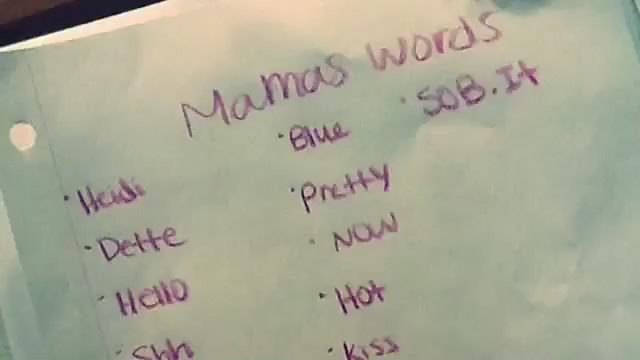 Mamas Words
• Heidi
• Dette
• Hello
• Shh
• Blue
• Pretty
• NOW
• Hot
• Kiss
• SOB.It